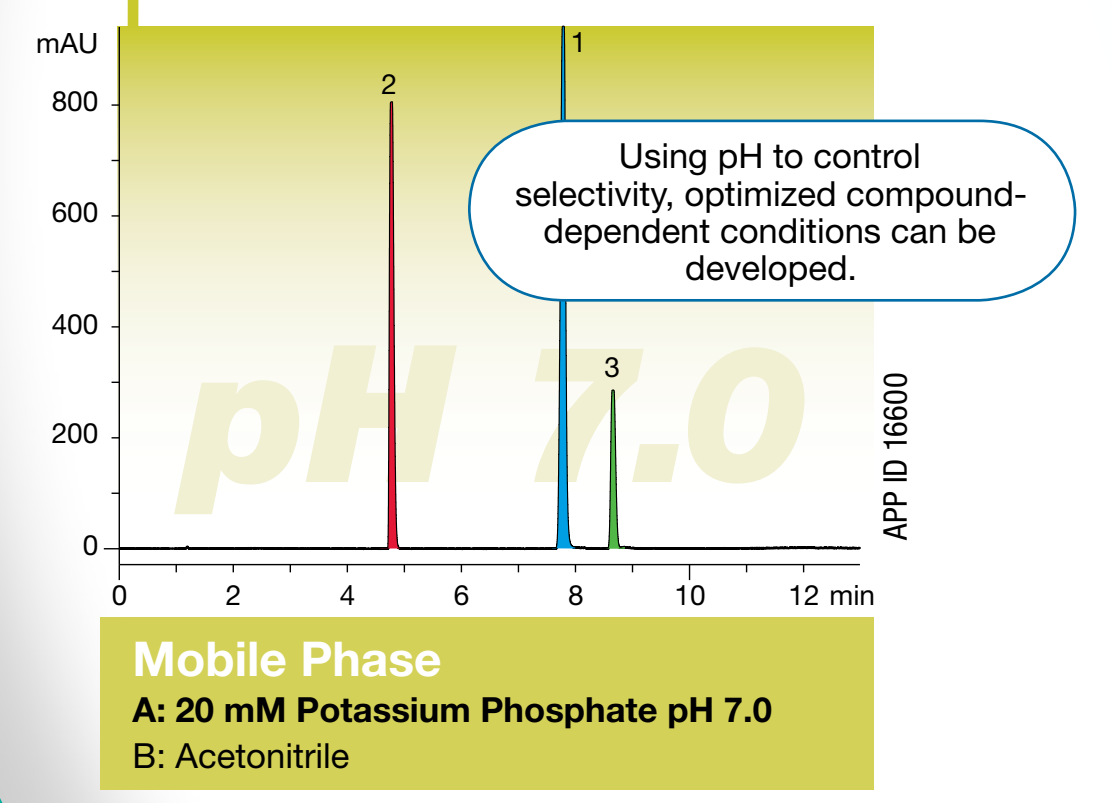 mAU
1
2
800
Using pH to control
selectivity, optimized compound-
dependent conditions can be
developed.
600
400
pH 7.0
3
200
APP ID 16600
0
0 2 4 6 8 10 12 min
Mobile Phase
A: 20 mM Potassium Phosphate pH 7.0
B: Acetonitrile